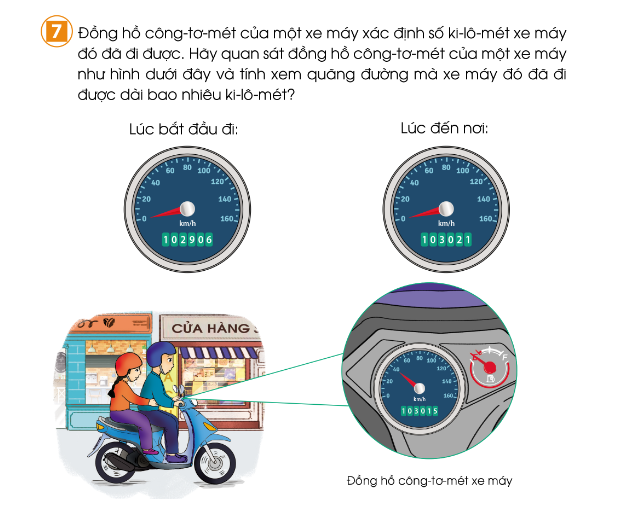 7 Đồng hồ công-tơ-mét của một xe máy xác định số ki-lô-mét xe máy
đó đã đi được. Hãy quan sát đồng hồ công-tơ-mét của một xe máy
như hình dưới đây và tính xem quãng đường mà xe máy đó đã đi
được dài bao nhiêu ki-lô-mét?
Lúc bắt đầu đi:
0 20 40 60 80 100 120 140 160
km/h
102906
Lúc đến nơi:
0 20 40 60 80 100 120 140 160
km/h
103021
CỬA HÀNG
0 20 40 60 80 100 120 140 160
km/h
103015
Đồng hồ công-tơ-mét xe máy